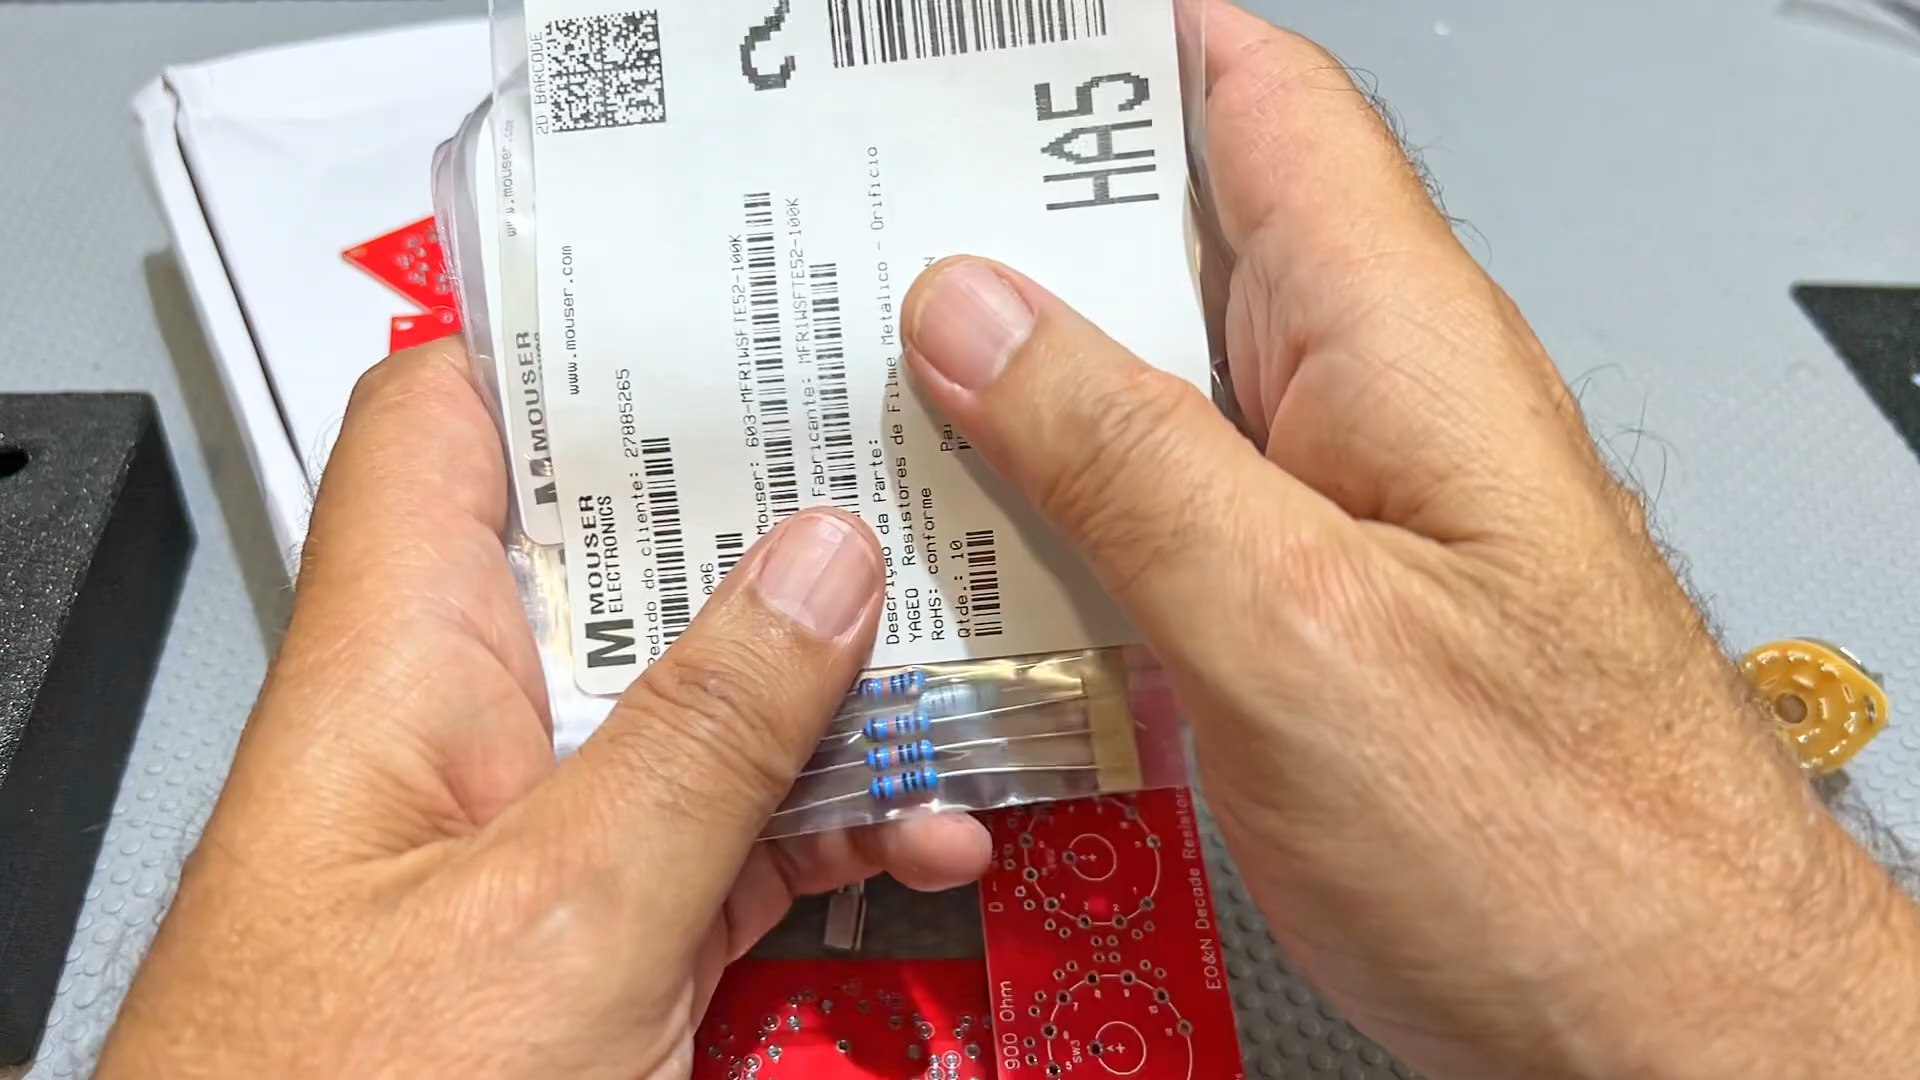 2D BARCODE
HA5
www.mouser.com
www.mouser.com
MOUSER
MOUSER
ELECTRONICS
Pedido do cliente: 27885265
006
Mouser: 603-MFR1WSFTE52-100K
Fabricante: MFR1WSFTE52-100K
Descrição da Parte:
YAGEO Resistores de Filme Metálico - Orifício
RoHS: conforme
Qtde.: 10
EO&N Decade Resistors
900 Ohm
SW3